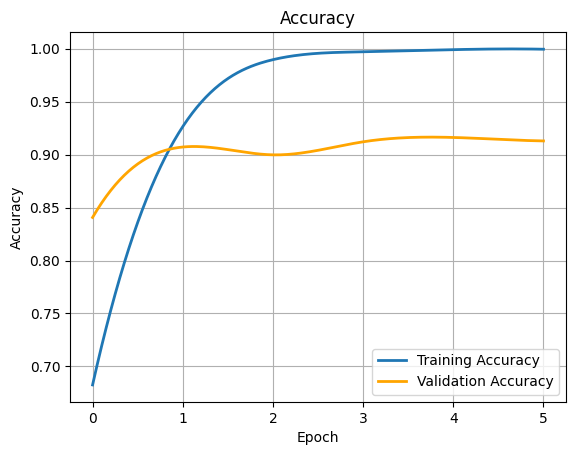 Accuracy
1.00
0.95
0.90
0.85
0.80
0.75
0.70
Accuracy
0 1 2 3 4 5
Epoch
Training Accuracy
Validation Accuracy